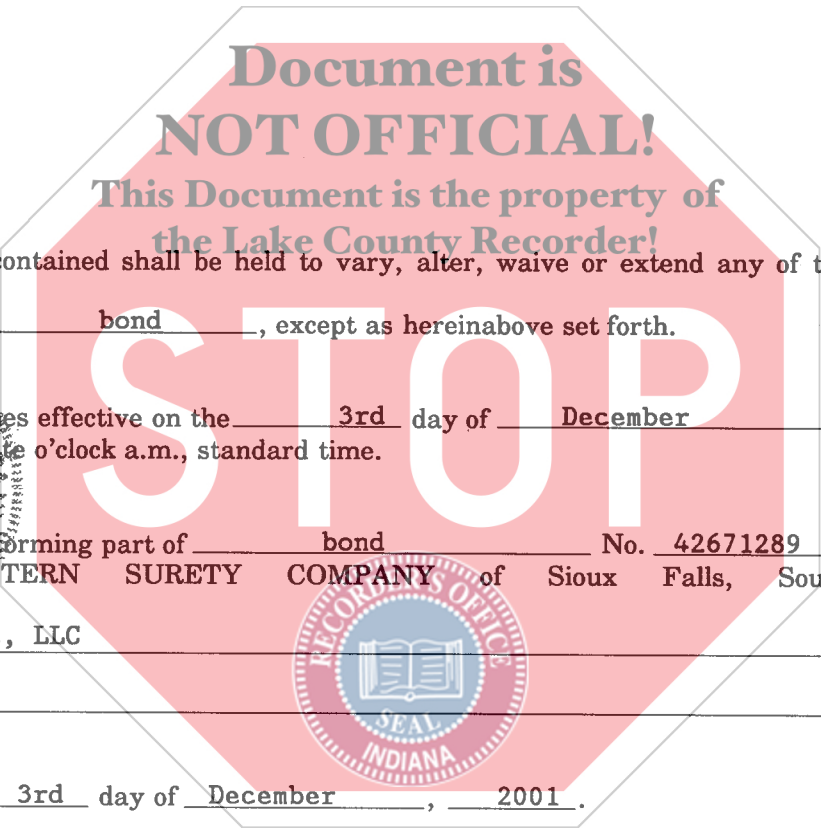 Document is
NOT OFFICIAL!
This Document is the property of
the Lake County Recorder!
ontained shall be held to vary, alter, waive or extend any of t
bond , except as hereinabove set forth.
STOP
es effective on the 3rd day of December
o'clock a.m., standard time.
orming part of bond No. 42671289
TERN SURETY COMPANY of Sioux Falls, Sou
, LLC
RECORDER'S OFFICE
SEAL
INDIANA
3rd day of December , 2001 .